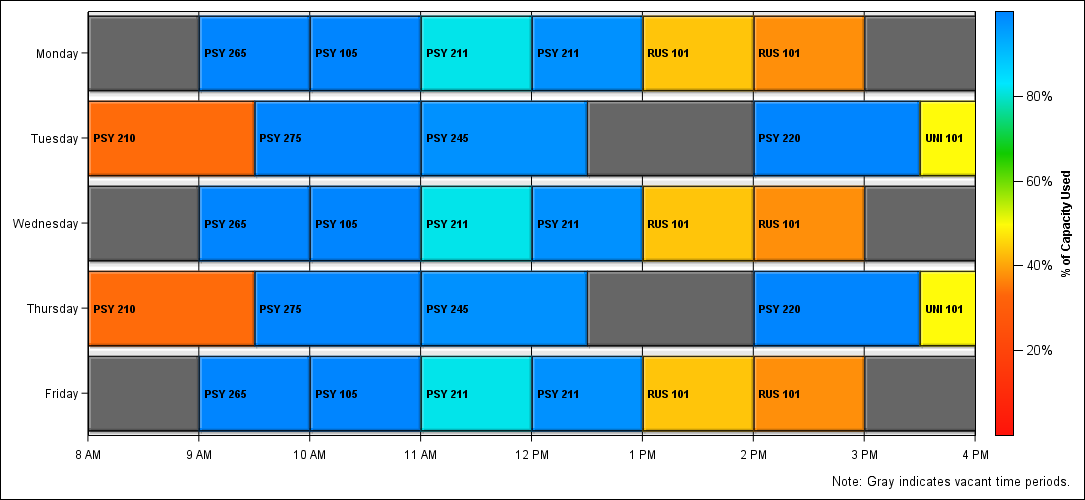 Monday
PSY 265
PSY 105
PSY 211
PSY 211
RUS 101
RUS 101
Tuesday
PSY 210
PSY 275
PSY 245
PSY 220
UNI 101
Wednesday
PSY 265
PSY 105
PSY 211
PSY 211
RUS 101
RUS 101
Thursday
PSY 210
PSY 275
PSY 245
PSY 220
UNI 101
Friday
PSY 265
PSY 105
PSY 211
PSY 211
RUS 101
RUS 101
8 AM
9 AM
10 AM
11 AM
12 PM
1 PM
2 PM
3 PM
4 PM
80%
60%
40%
20%
% of Capacity Used
Note: Gray indicates vacant time periods.